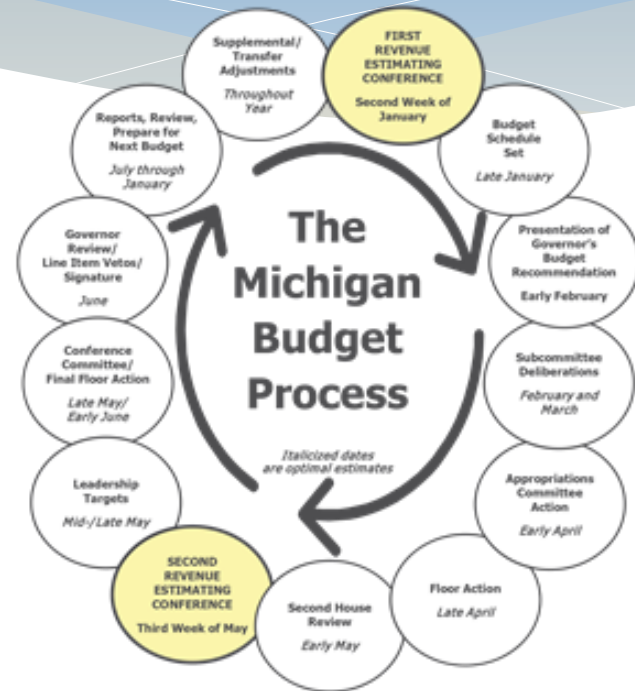 The
Michigan
Budget
Process
Italicized dates
are optimal estimates
FIRST
REVENUE
ESTIMATING
CONFERENCE
Second Week of
January
Budget
Schedule
Set
Late January
Presentation of
Governor's
Budget
Recommendation
Early February
Subcommittee
Deliberations
February and
March
Appropriations
Committee
Action
Early April
Floor Action
Late April
Second House
Review
Early May
SECOND
REVENUE
ESTIMATING
CONFERENCE
Third Week of May
Leadership
Targets
Mid-/Late May
Conference
Committee/
Final Floor Action
Late May/
Early June
Governor
Review/
Line Item Vetos/
Signature
June
Reports, Review,
Prepare for
Next Budget
July through
January
Supplemental/
Transfer
Adjustments
Throughout
Year